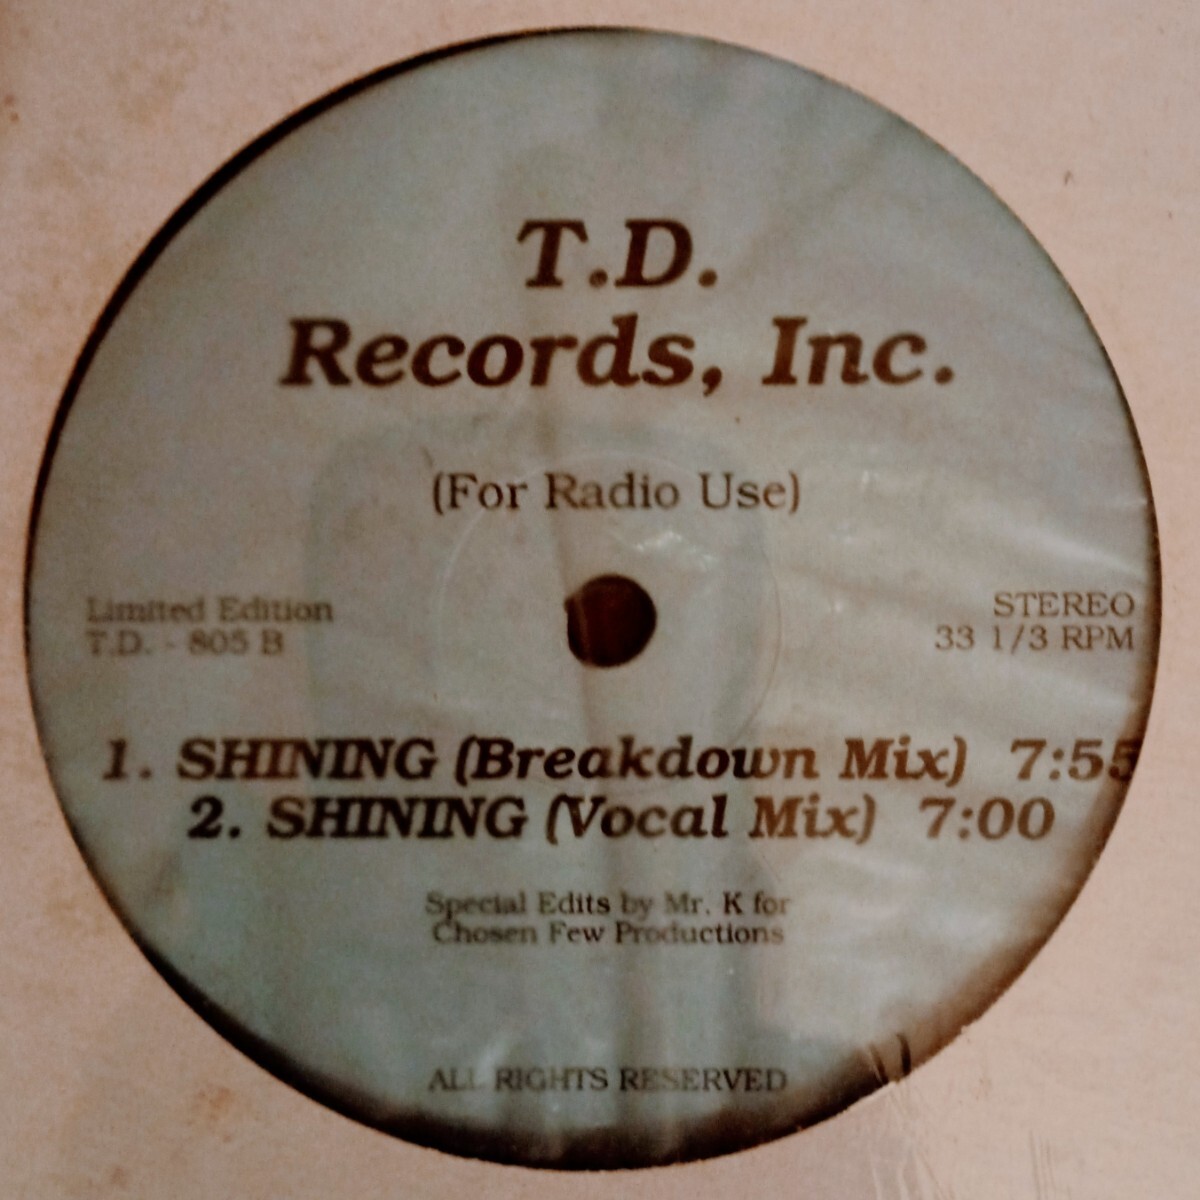 T.D.
Records, Inc.
(For Radio Use)
Limited Edition
T.D. - 805 B
STEREO
33 1/3 RPM
1. SHINING (Breakdown Mix) 7:55
2. SHINING (Vocal Mix) 7:00
Special Edits by Mr. K for
Chosen Few Productions
ALL RIGHTS RESERVED